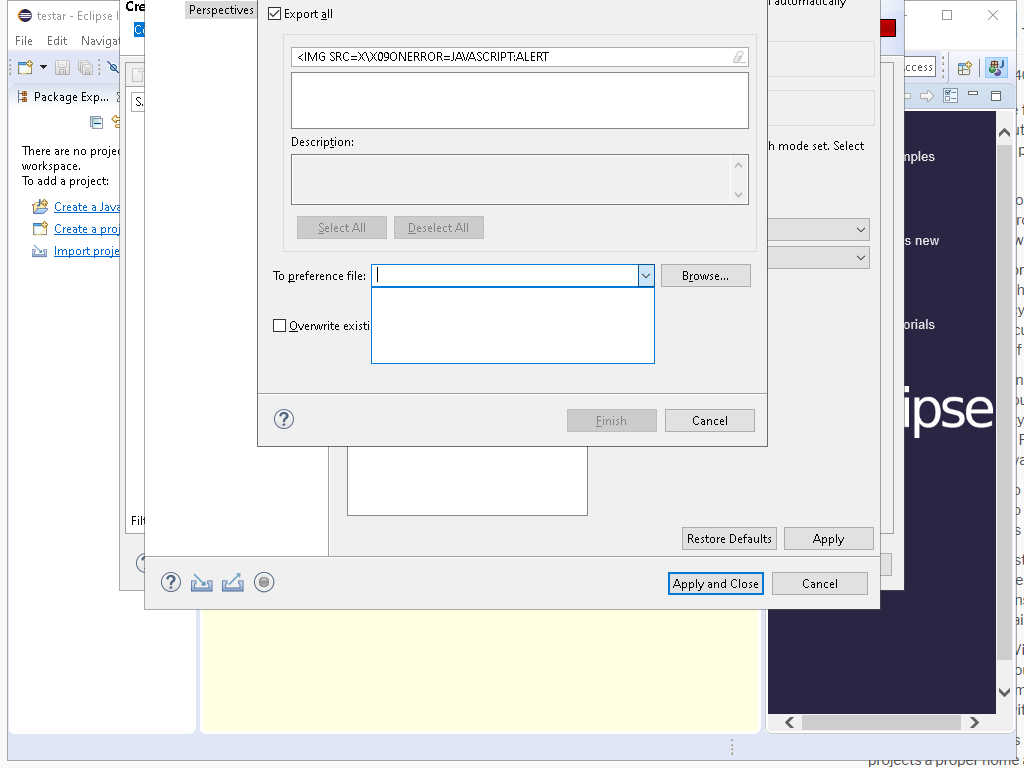 testar - Eclipse I
File Edit Navigat
Package Exp...
There are no projec
workspace.
To add a project:
Create a Java
Create a proj
Import proje
Cre
Perspectives
Export all
<IMG SRC=X\X09ONERROR=JAVASCRIPT:ALERT
Description:
Select All
Deselect All
To preference file:
Browse...
Overwrite existi
Finish
Cancel
automatically
h mode set. Select
Restore Defaults
Apply
Apply and Close
Cancel
S.
Filt
ccess
mples
s new
orials
ipse
projects a proper home a